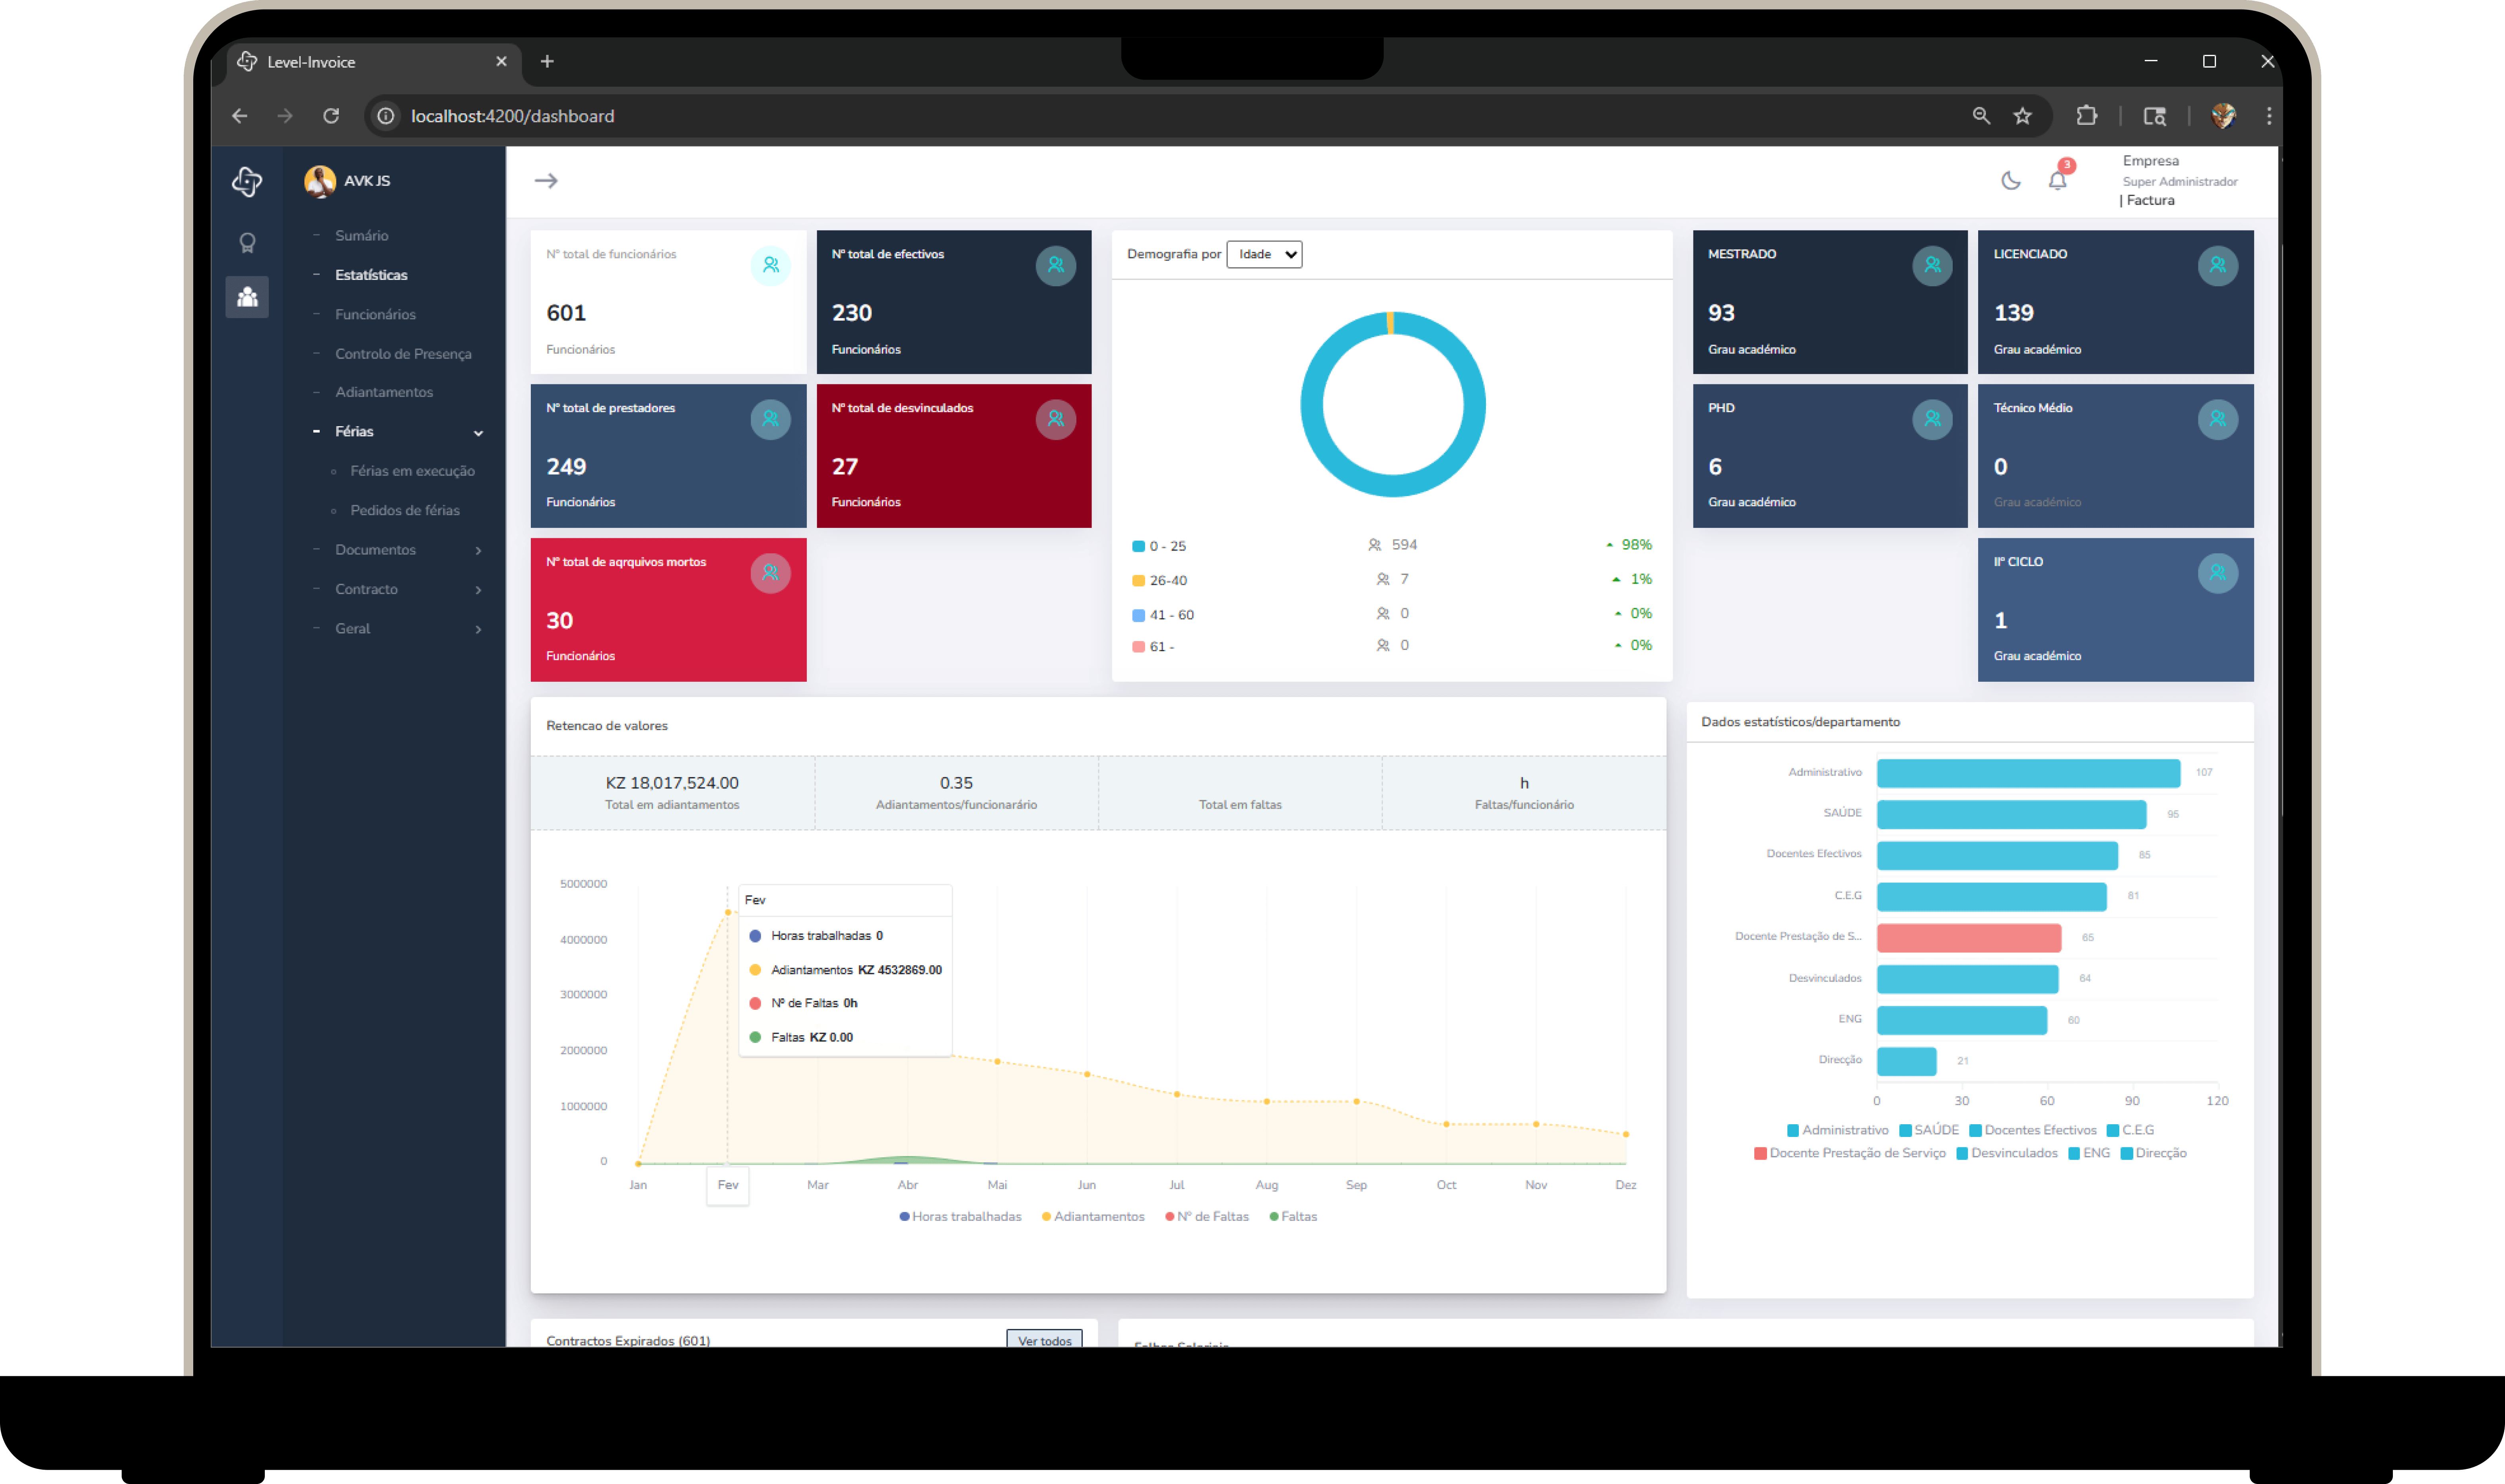 Level-Invoice
localhost:4200/dashboard
AVK JS
Sumário
Estatísticas
Funcionários
Controlo de Presença
Adiantamentos
Férias
Férias em execução
Pedidos de férias
Documentos
Contracto
Geral
3
Empresa
Super Administrador
| Factura
Nº total de funcionários
601
Funcionários
Nº total de efectivos
230
Funcionários
Nº total de prestadores
249
Funcionários
Nº total de desvinculados
27
Funcionários
Nº total de aqrquivos mortos
30
Funcionários
Demografia por Idade
0 - 25 594 98%
26-40 7 1%
41 - 60 0 0%
61 - 0 0%
MESTRADO
93
Grau académico
LICENCIADO
139
Grau académico
PHD
6
Grau académico
Técnico Médio
0
Grau académico
IIº CICLO
1
Grau académico
Retencao de valores
KZ 18,017,524.00
Total em adiantamentos
0.35
Adiantamentos/funcionarário
Total em faltas
h
Faltas/funcionário
5000000
4000000
3000000
2000000
1000000
0
Fev
Horas trabalhadas 0
Adiantamentos KZ 4532869.00
Nº de Faltas 0h
Faltas KZ 0.00
Jan Fev Mar Abr Mai Jun Jul Aug Sep Oct Nov Dez
Horas trabalhadas Adiantamentos Nº de Faltas Faltas
Dados estatísticos/departamento
Administrativo 107
SAÚDE 95
Docentes Efectivos 85
C.E.G 81
Docente Prestação de S... 65
Desvinculados 64
ENG 60
Direcção 21
0 30 60 90 120
Administrativo SAÚDE Docentes Efectivos C.E.G
Docente Prestação de Serviço Desvinculados ENG Direcção
Contractos Expirados (601)
Ver todos